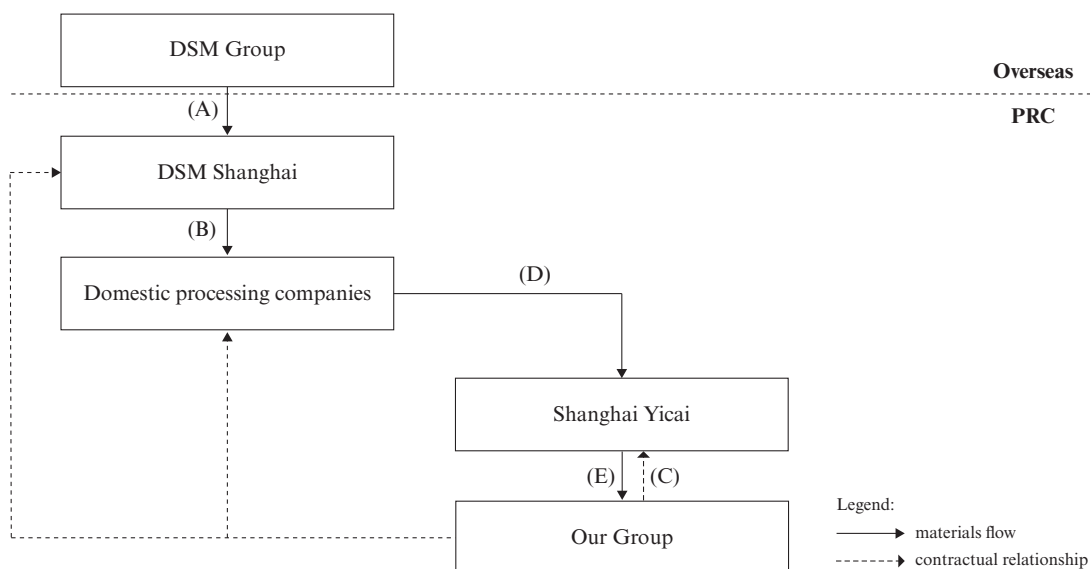 DSM Group
Overseas
(A)
PRC
DSM Shanghai
(B)
Domestic processing companies
(D)
Shanghai Yicai
(E)
(C)
Our Group
Legend:
materials flow
contractual relationship